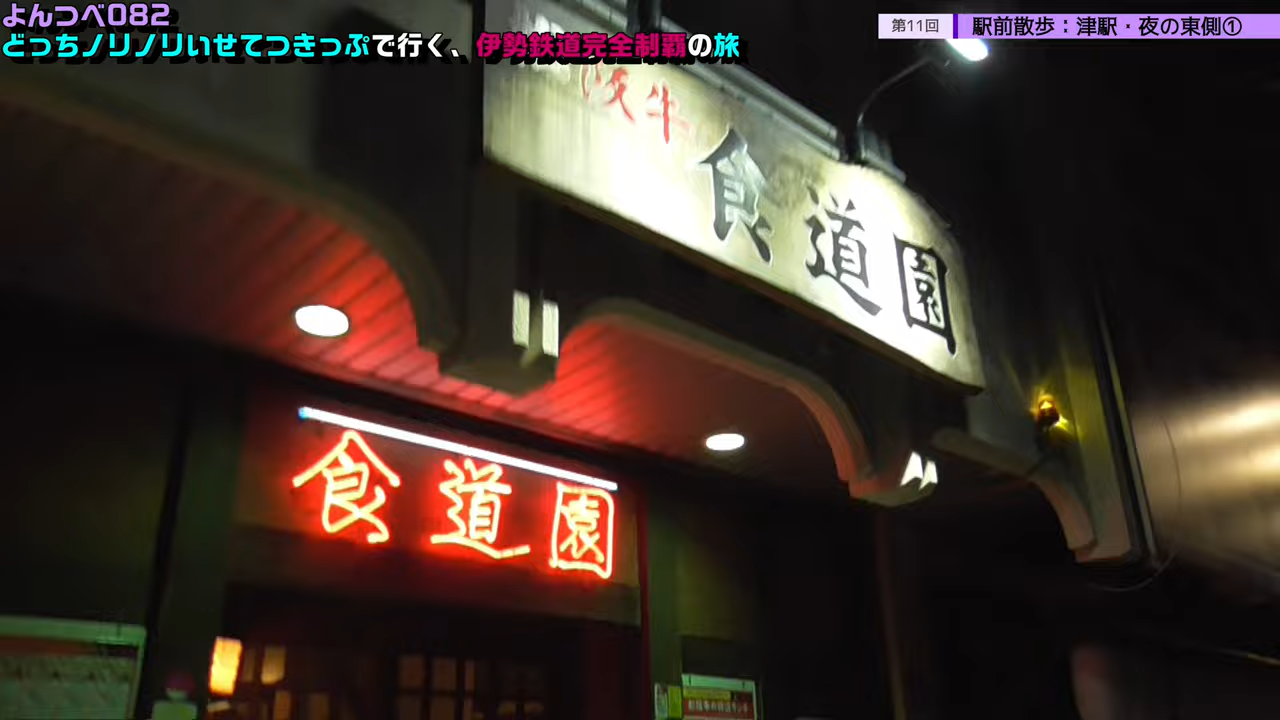 よんつべ082
どっちノリノリいせてつきっぷで行く、伊勢鉄道完全制覇の旅
第11回 駅前散歩：津駅・夜の東側①
阪牛
食道園
食道園